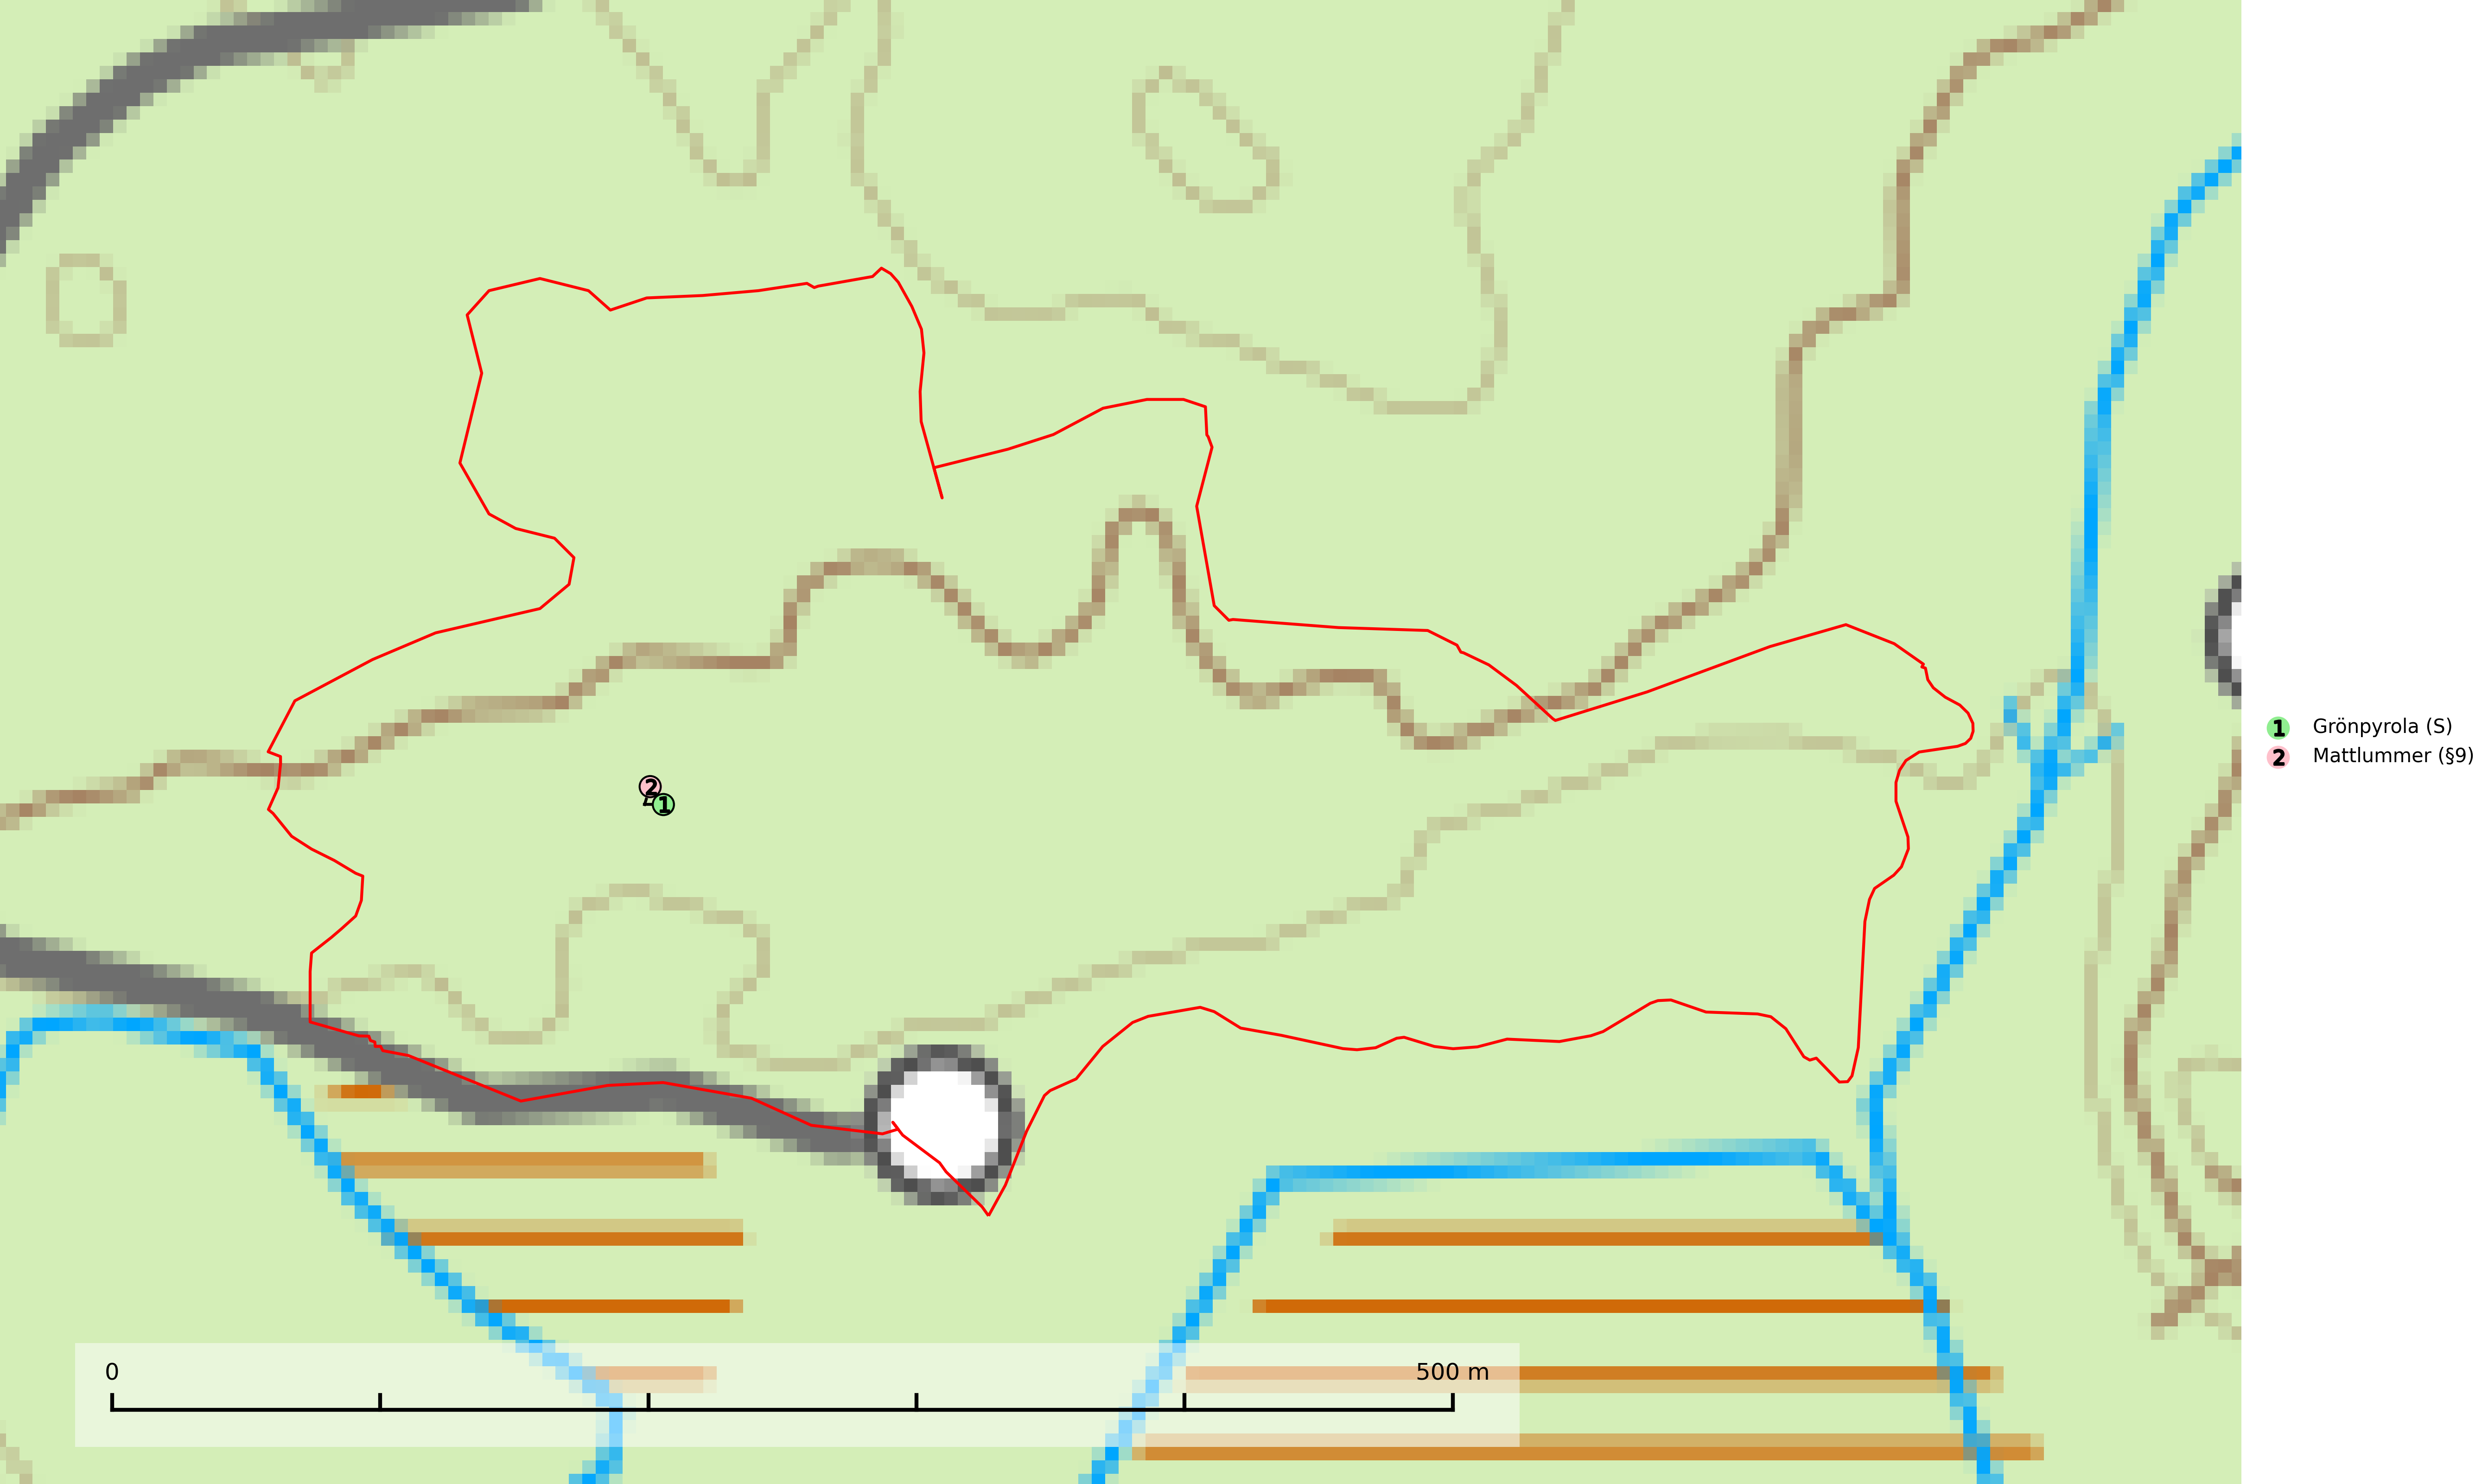 2
1
1 Grönpyrola (S)
2 Mattlummer (§9)
0 500 m